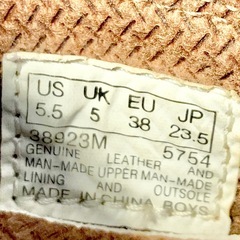 US UK EU JP
5.5 5 38 23.5
38923M 5754
GENUINE LEATHER AND
MAN-MADE UPPER MAN-MADE
LINING AND OUTSOLE
MADE IN CHINA BOYS